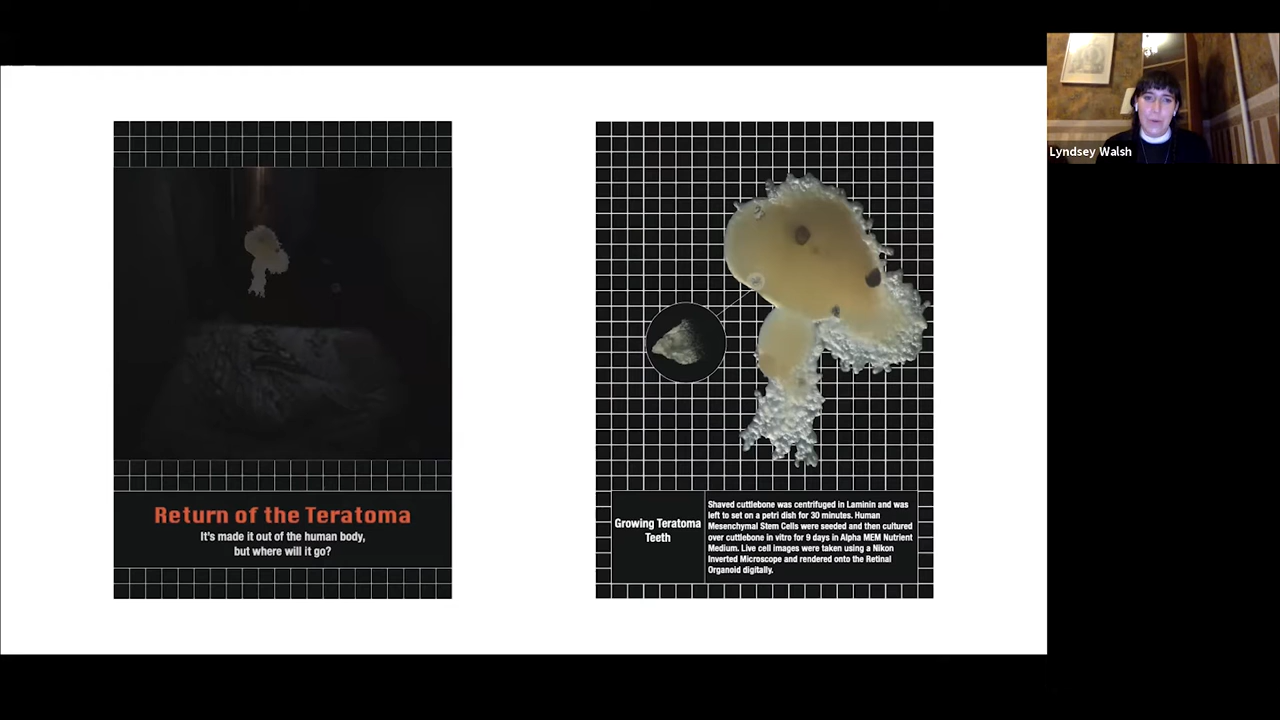 Return of the Teratoma
It's made it out of the human body,
but where will it go?
Growing Teratoma
Teeth
Shaved cuttlebone was centrifuged in Laminin and was
left to set on a petri dish for 30 minutes. Human
Mesenchymal Stem Cells were seeded and then cultured
over cuttlebone in vitro for 9 days in Alpha MEM Nutrient
Medium. Live cell images were taken using a Nikon
Inverted Microscope and rendered onto the Retinal
Organoid digitally.
Lyndsey Walsh